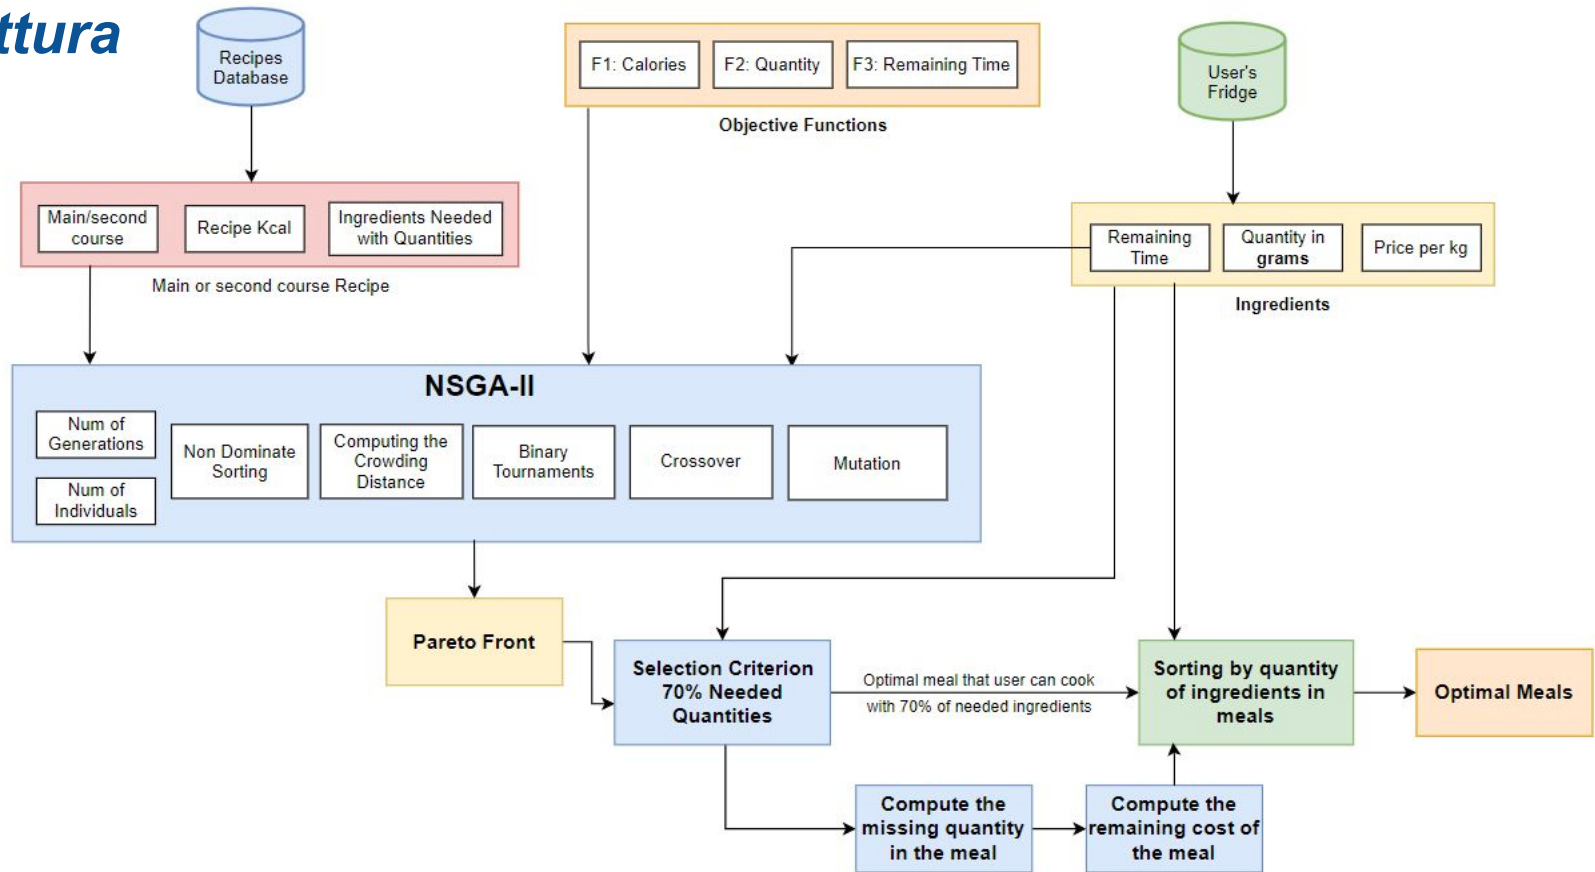 ttura
Recipes
Database
F1: Calories
F2: Quantity
F3: Remaining Time
Objective Functions
User's
Fridge
Main/second
course
Recipe Kcal
Ingredients Needed
with Quantities
Main or second course Recipe
Remaining
Time
Quantity in
grams
Price per kg
Ingredients
NSGA-II
Num of
Generations
Num of
Individuals
Non Dominate
Sorting
Computing the
Crowding
Distance
Binary
Tournaments
Crossover
Mutation
Pareto Front
Selection Criterion
70% Needed
Quantities
Optimal meal that user can cook
with 70% of needed ingredients
Sorting by quantity
of ingredients in
meals
Optimal Meals
Compute the
missing quantity
in the meal
Compute the
remaining cost of
the meal